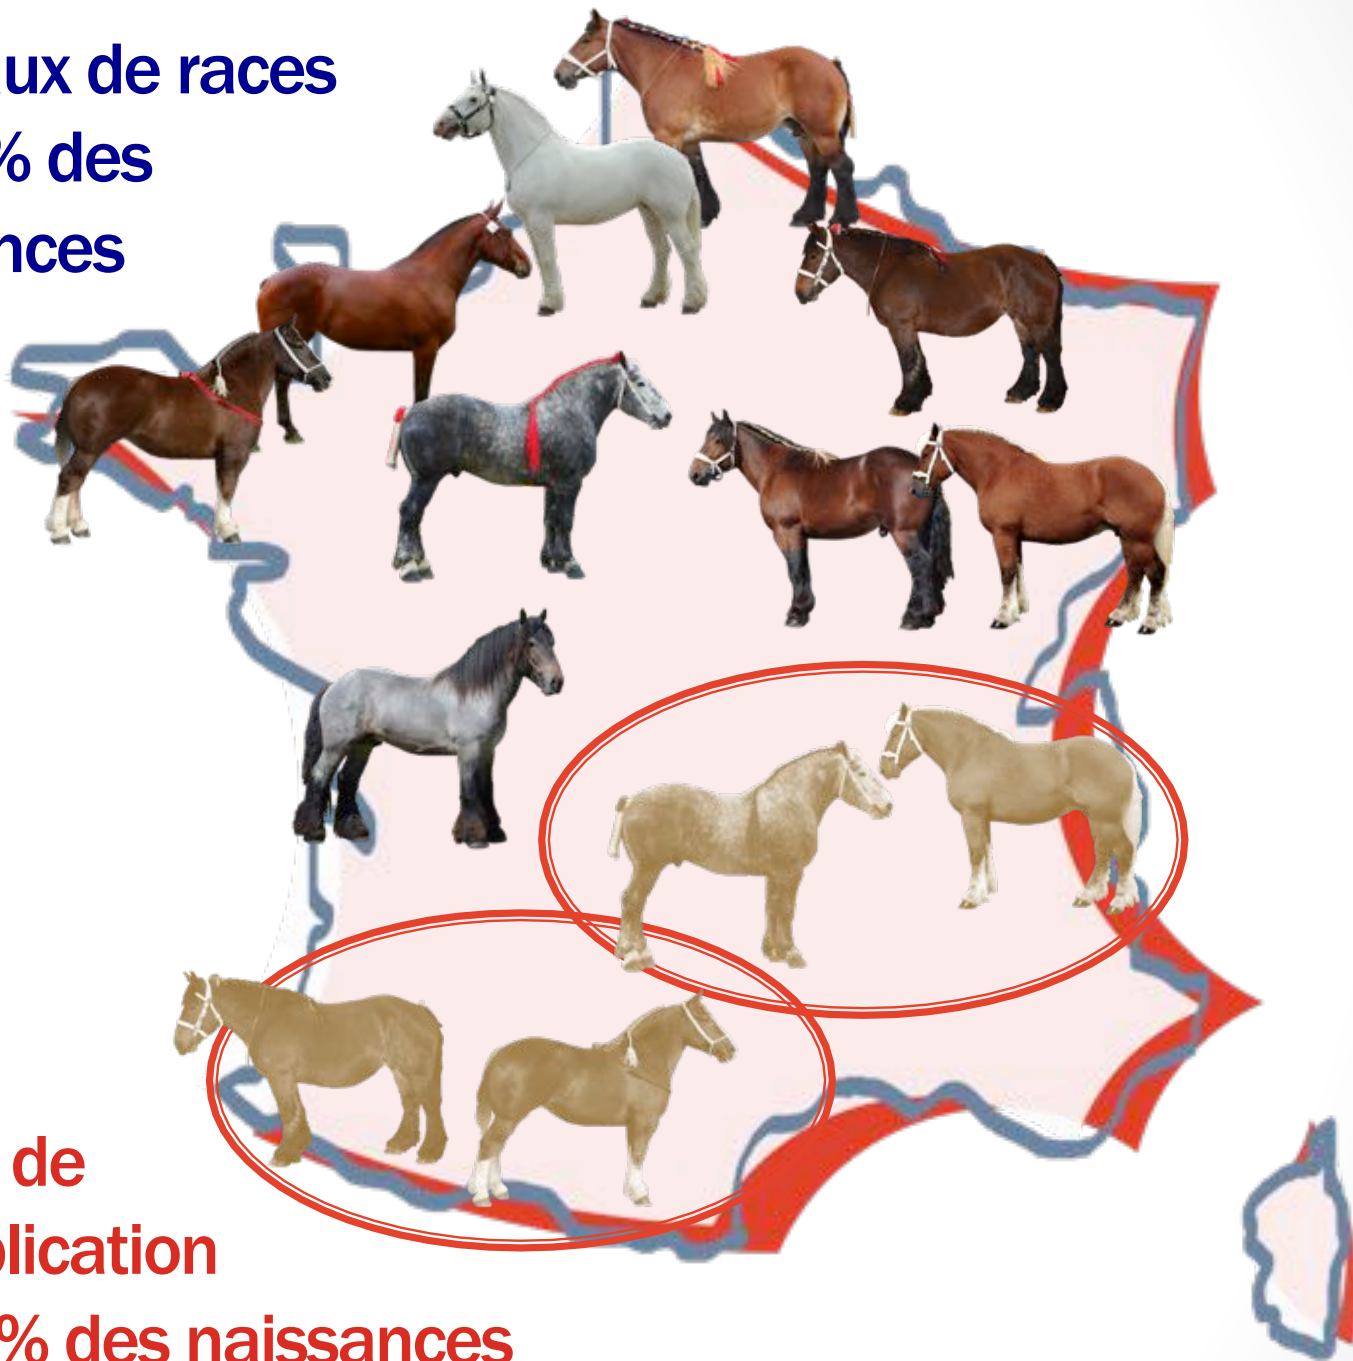 ux de races
% des
nces
de
plication
% des naissances